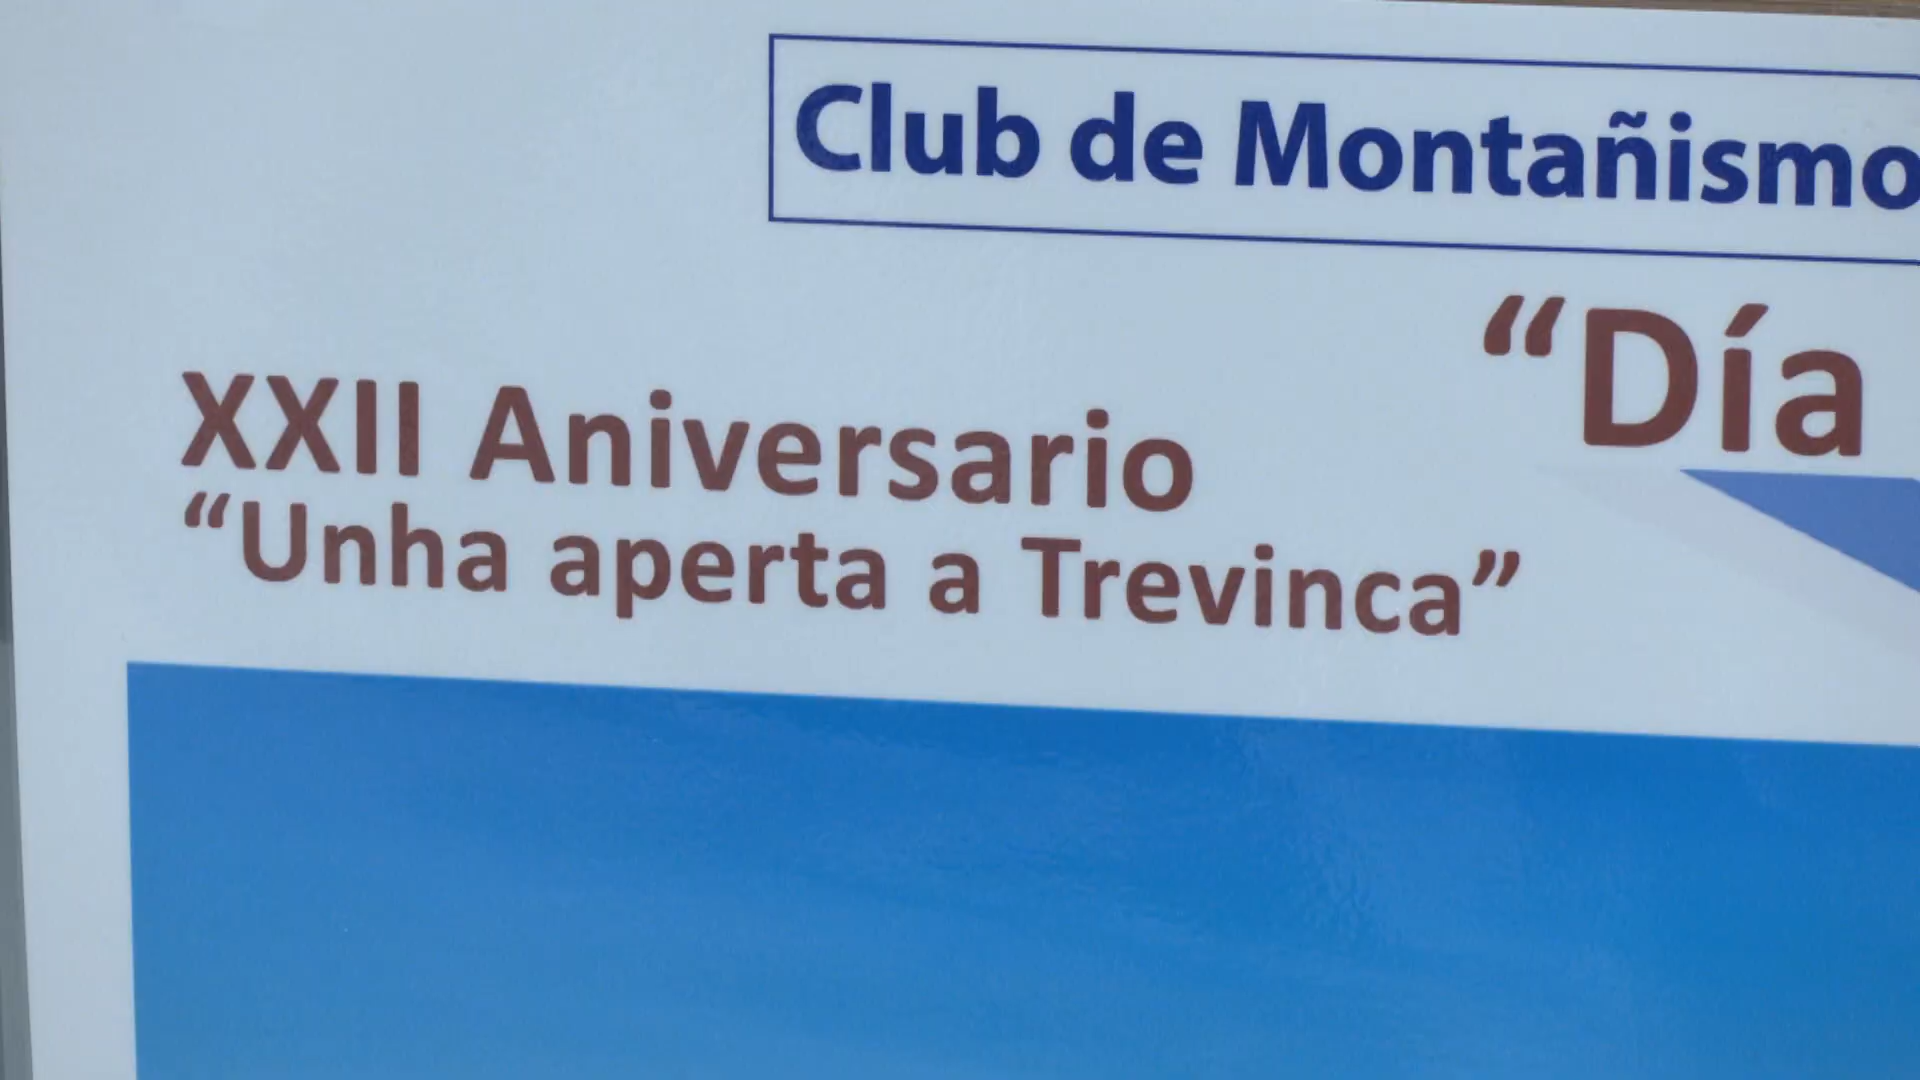 Club de Montañismo
“Día
XXII Aniversario
“Unha aperta a Trevinca”